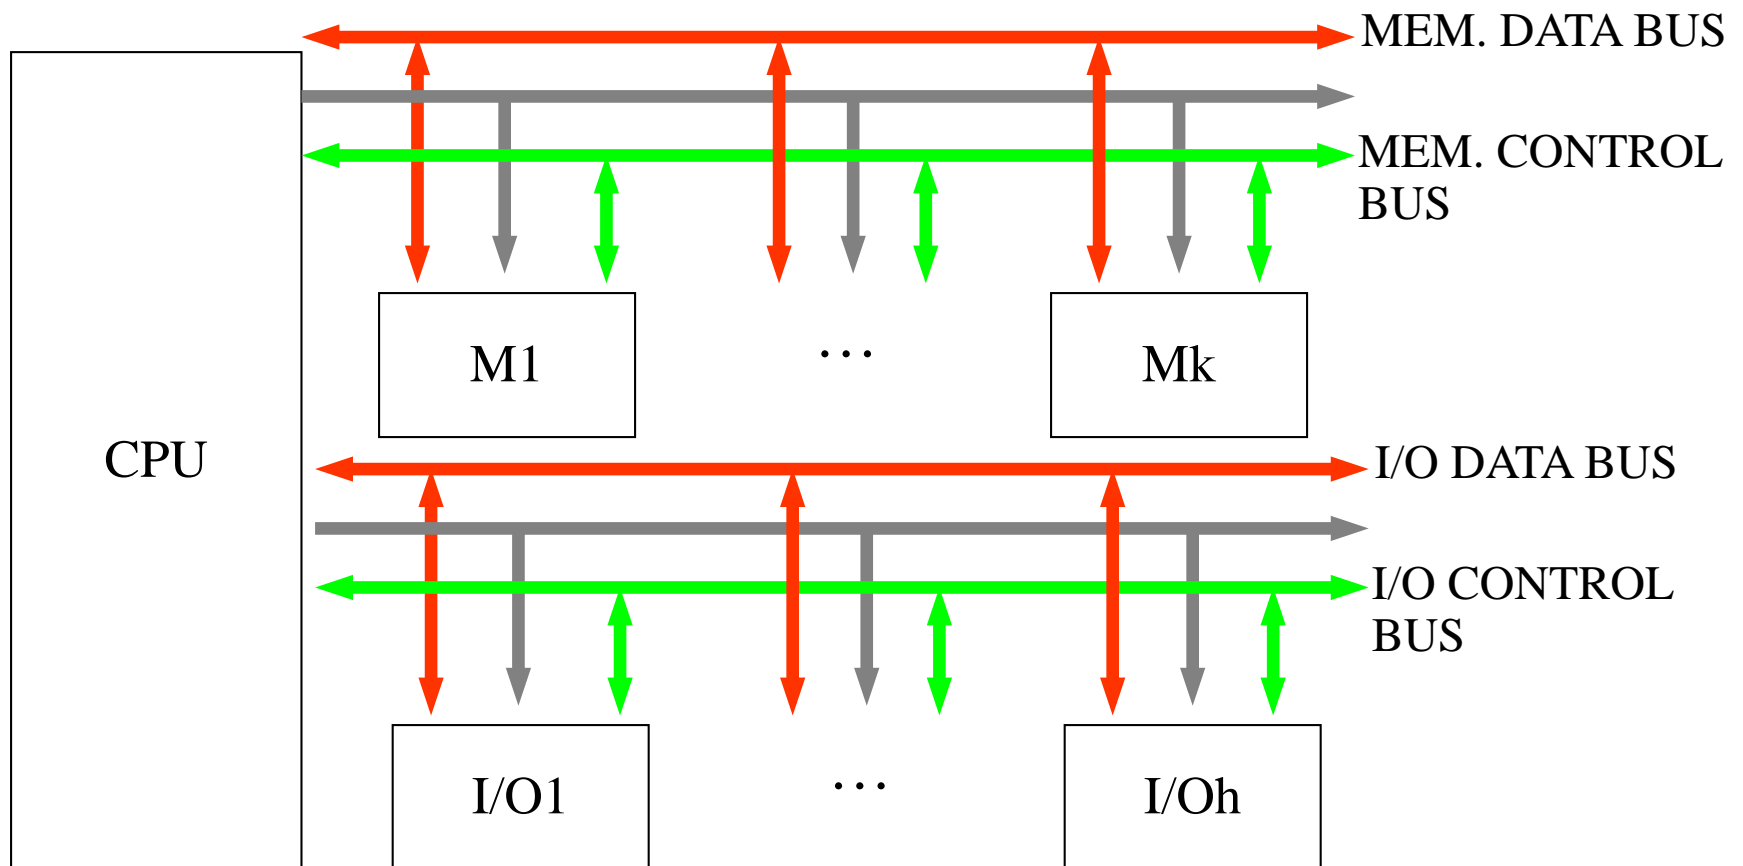 MEM. DATA BUS
MEM. CONTROL
BUS
M1
...
Mk
CPU
I/O DATA BUS
I/O CONTROL
BUS
I/O1
...
I/Oh